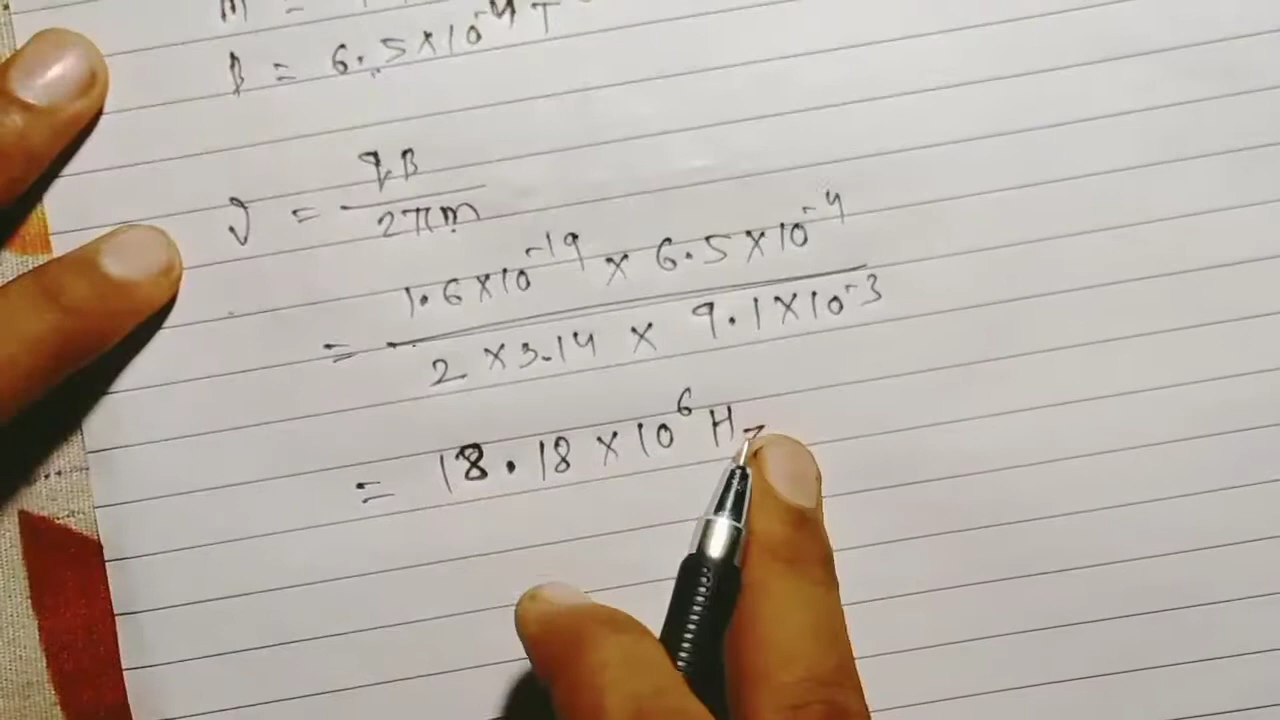 m =
B = 6.5×10⁻⁴ T
ν = qB / 2πm
= 1.6×10⁻¹⁹ × 6.5×10⁻⁴ / 2 × 3.14 × 9.1×10⁻³
= 18.18 × 10⁶ Hz